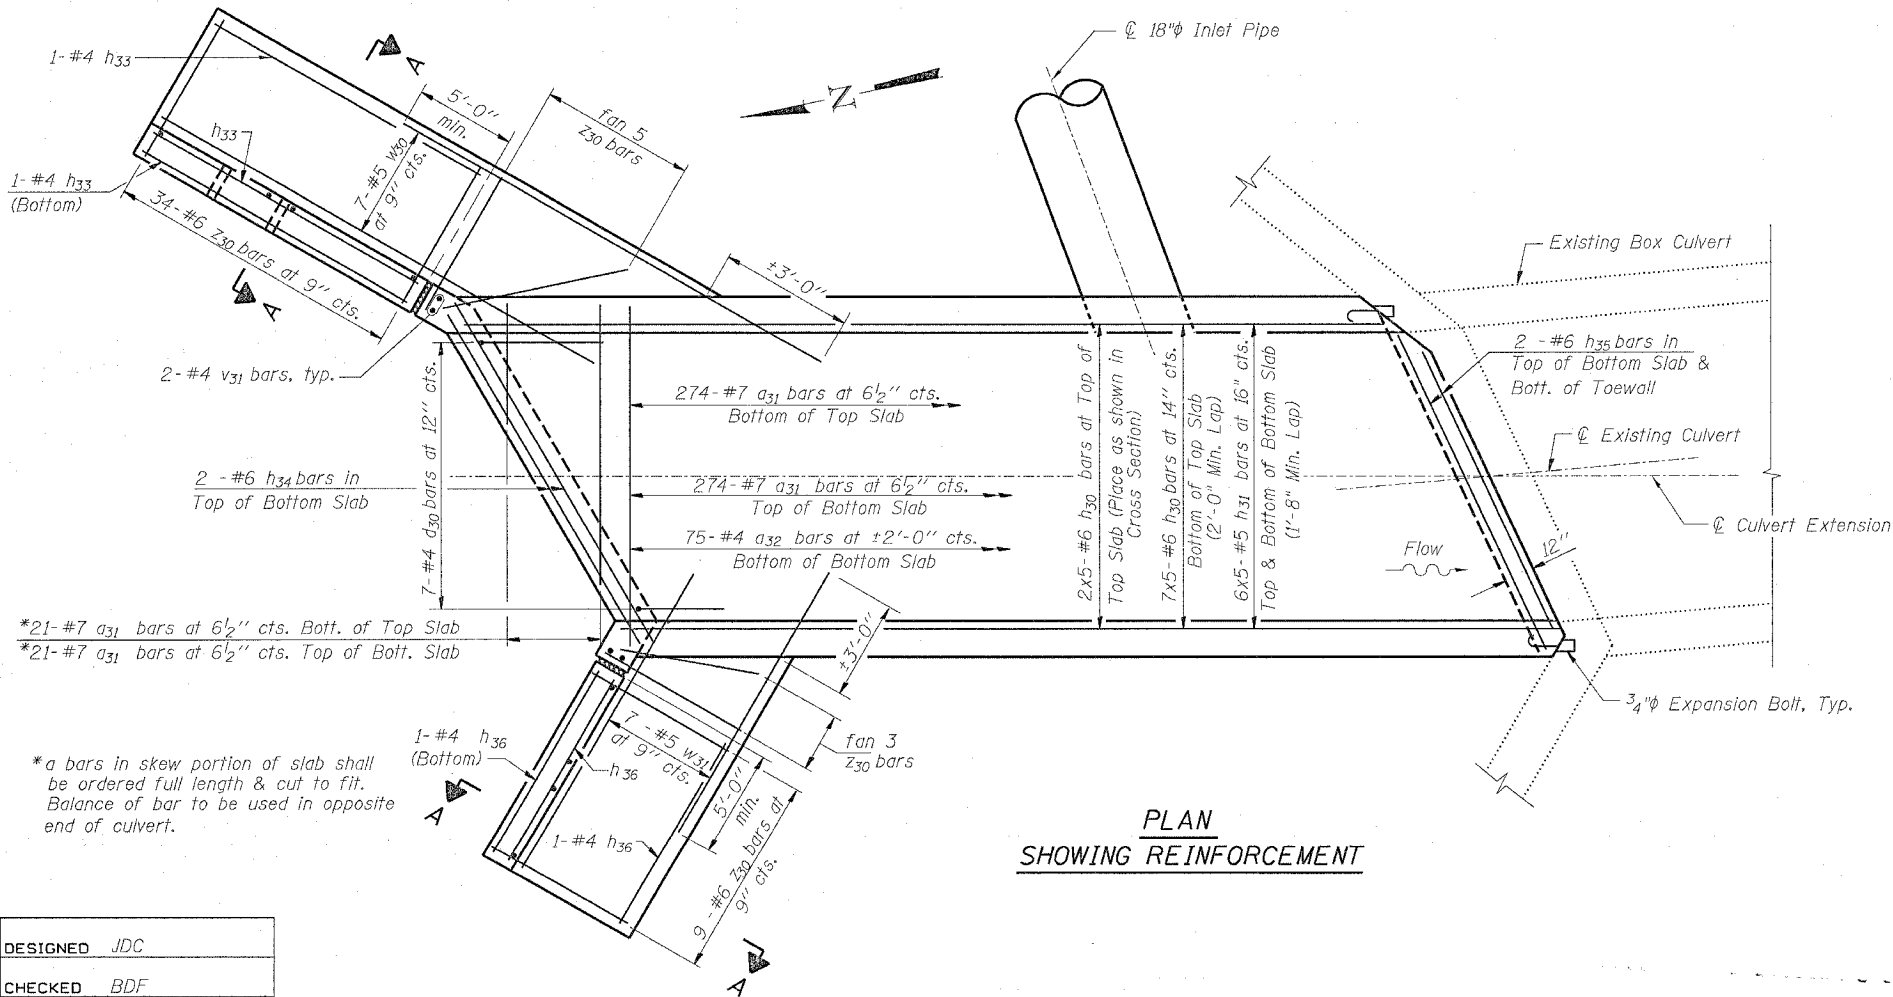 1-#4 h33
A
5'-0"
min.
fan 5
z30 bars
N
℄ 18"φ Inlet Pipe
h33
7-#5 w30
at 9" cts.
1-#4 h33
(Bottom)
34-#6 z30 bars at 9" cts.
A
±3'-0"
Existing Box Culvert
2-#4 v31 bars, typ.
7-#4 d30 bars at 12" cts.
274-#7 a31 bars at 6½" cts.
Bottom of Top Slab
2x5-#6 h30 bars at Top of
Top Slab (Place as shown in
Cross Section)
7x5-#6 h30 bars at 14" cts.
Bottom of Top Slab
(2'-0" Min. Lap)
6x5-#5 h31 bars at 16" cts.
Top & Bottom of Bottom Slab
(1'-8" Min. Lap)
2 -#6 h35 bars in
Top of Bottom Slab &
Bott. of Toewall
℄ Existing Culvert
2 -#6 h34 bars in
Top of Bottom Slab
274-#7 a31 bars at 6½" cts.
Top of Bottom Slab
℄ Culvert Extension
75-#4 a32 bars at ±2'-0" cts.
Bottom of Bottom Slab
Flow
12"
*21-#7 a31 bars at 6½" cts. Bott. of Top Slab
*21-#7 a31 bars at 6½" cts. Top of Bott. Slab
±3'-0"
¾"φ Expansion Bolt, Typ.
fan 3
z30 bars
1-#4 h36
(Bottom)
7 -#5 w31
at 9" cts.
h36
5'-0"
min.
*a bars in skew portion of slab shall
be ordered full length & cut to fit.
Balance of bar to be used in opposite
end of culvert.
A
1-#4 h36
9 -#6 z30 bars at
9" cts.
A
PLAN
SHOWING REINFORCEMENT
DESIGNED JDC
CHECKED BDF